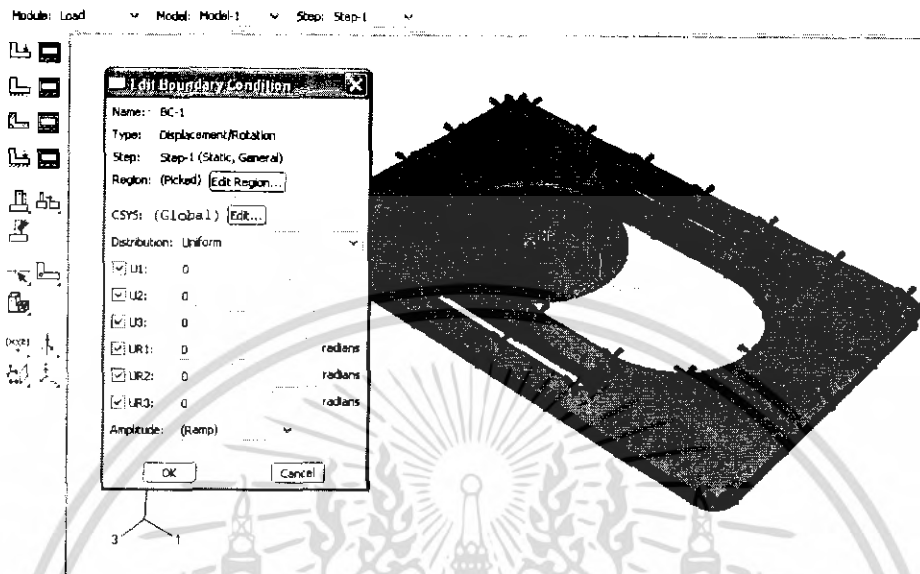 Module: Load Model: Model-1 Step: Step-1
Edit Boundary Condition
Name: BC-1
Type: Displacement/Rotation
Step: Step-1 (Static, General)
Region: (Picked) Edit Region...
CSYS: (Global) Edit...
Distribution: Uniform
U1: 0
U2: 0
U3: 0
UR1: 0 radians
UR2: 0 radians
UR3: 0 radians
Amplitude: (Ramp)
OK Cancel
3 1